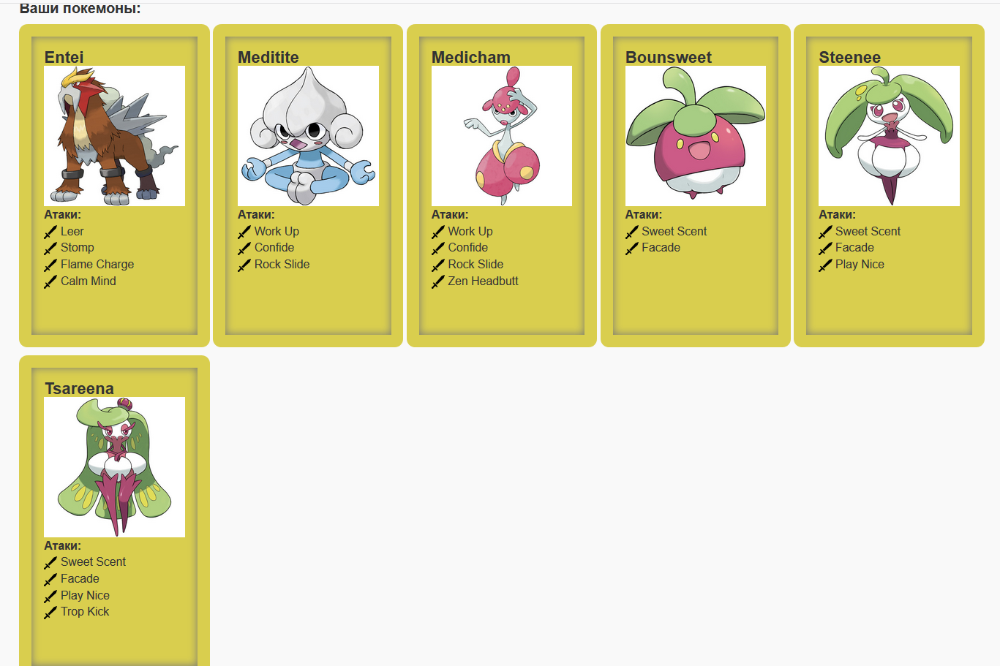 Ваши покемоны:
Entei
Атаки:
Leer
Stomp
Flame Charge
Calm Mind
Meditite
Атаки:
Work Up
Confide
Rock Slide
Medicham
Атаки:
Work Up
Confide
Rock Slide
Zen Headbutt
Bounsweet
Атаки:
Sweet Scent
Facade
Steenee
Атаки:
Sweet Scent
Facade
Play Nice
Tsareena
Атаки:
Sweet Scent
Facade
Play Nice
Trop Kick